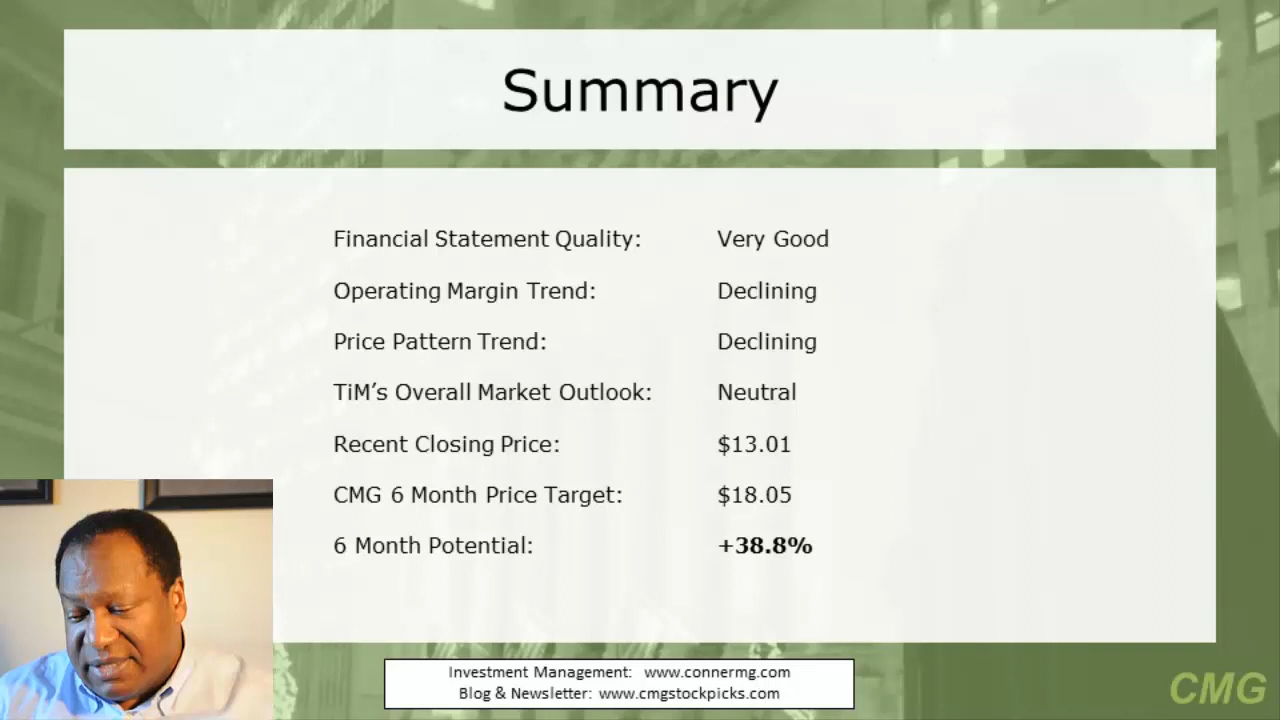 Summary
Financial Statement Quality: Very Good
Operating Margin Trend: Declining
Price Pattern Trend: Declining
TiM’s Overall Market Outlook: Neutral
Recent Closing Price: $13.01
CMG 6 Month Price Target: $18.05
6 Month Potential: +38.8%
Investment Management: www.connermg.com
Blog & Newsletter: www.cmgstockpicks.com
CMG